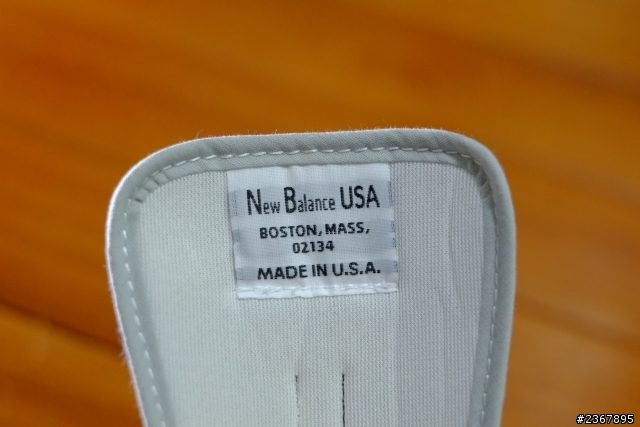 New Balance USA
BOSTON, MASS,
02134
MADE IN U.S.A.
#2367895